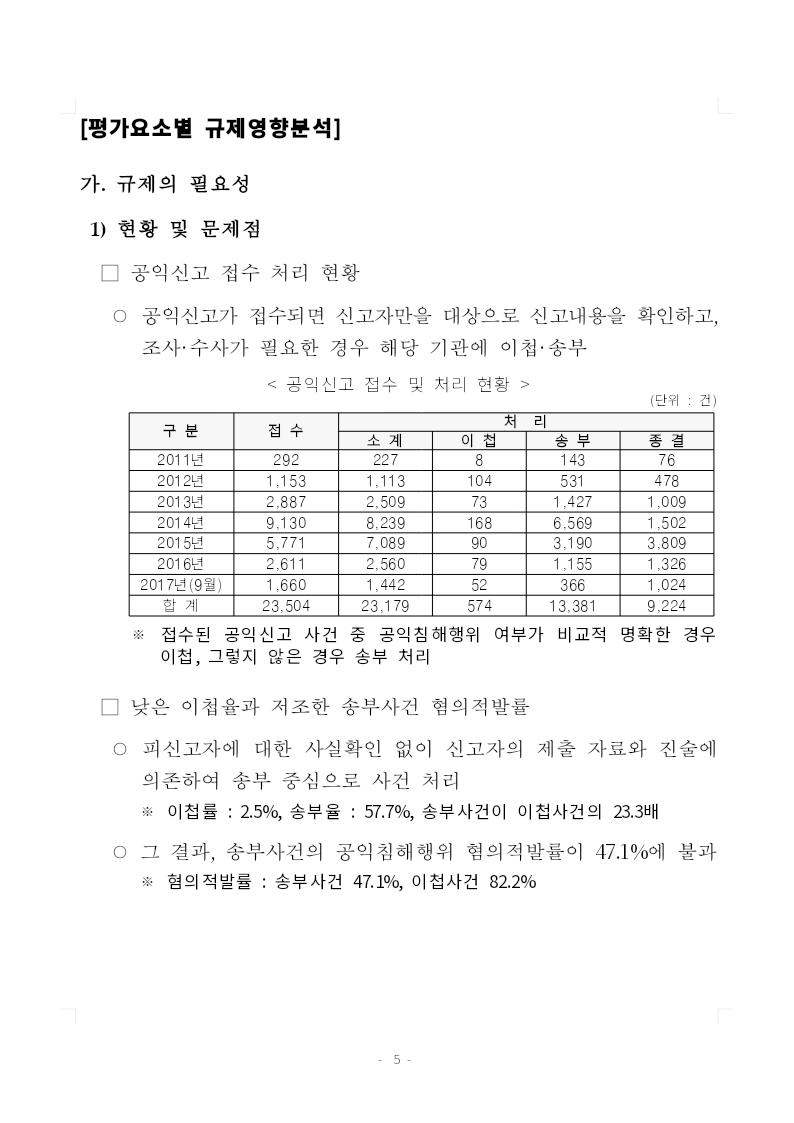 [평가요소별 규제영향분석]
가. 규제의 필요성
1) 현황 및 문제점
□ 공익신고 접수 처리 현황
○ 공익신고가 접수되면 신고자만을 대상으로 신고내용을 확인하고,
조사·수사가 필요한 경우 해당 기관에 이첩·송부
< 공익신고 접수 및 처리 현황 >
(단위 : 건)
구 분 접 수 처 리
소 계 이 첩 송 부 종 결
2011년 292 227 8 143 76
2012년 1,153 1,113 104 531 478
2013년 2,887 2,509 73 1,427 1,009
2014년 9,130 8,239 168 6,569 1,502
2015년 5,771 7,089 90 3,190 3,809
2016년 2,611 2,560 79 1,155 1,326
2017년(9월) 1,660 1,442 52 366 1,024
합 계 23,504 23,179 574 13,381 9,224
※ 접수된 공익신고 사건 중 공익침해행위 여부가 비교적 명확한 경우
이첩, 그렇지 않은 경우 송부 처리
□ 낮은 이첩율과 저조한 송부사건 혐의적발률
○ 피신고자에 대한 사실확인 없이 신고자의 제출 자료와 진술에
의존하여 송부 중심으로 사건 처리
※ 이첩률 : 2.5%, 송부율 : 57.7%, 송부사건이 이첩사건의 23.3배
○ 그 결과, 송부사건의 공익침해행위 혐의적발률이 47.1%에 불과
※ 혐의적발률 : 송부사건 47.1%, 이첩사건 82.2%
- 5 -